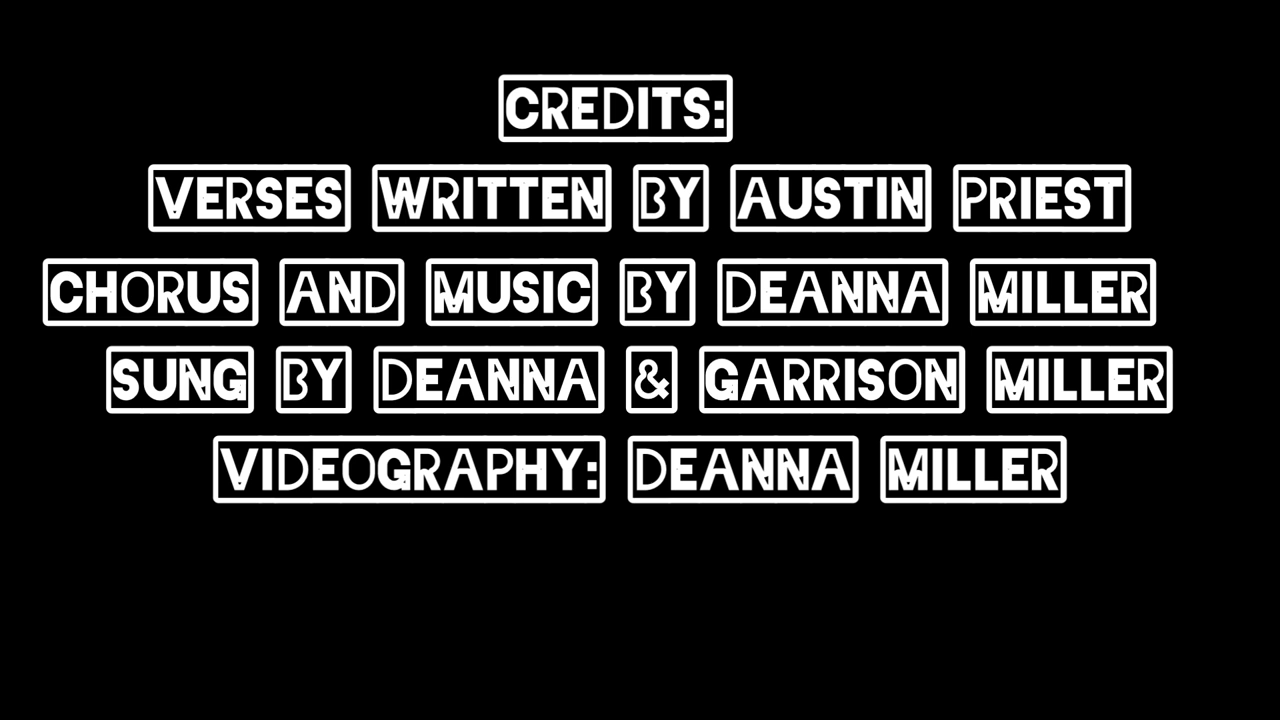 CREDITS:
VERSES WRITTEN BY AUSTIN PRIEST
CHORUS AND MUSIC BY DEANNA MILLER
SUNG BY DEANNA & GARRISON MILLER
VIDEOGRAPHY: DEANNA MILLER